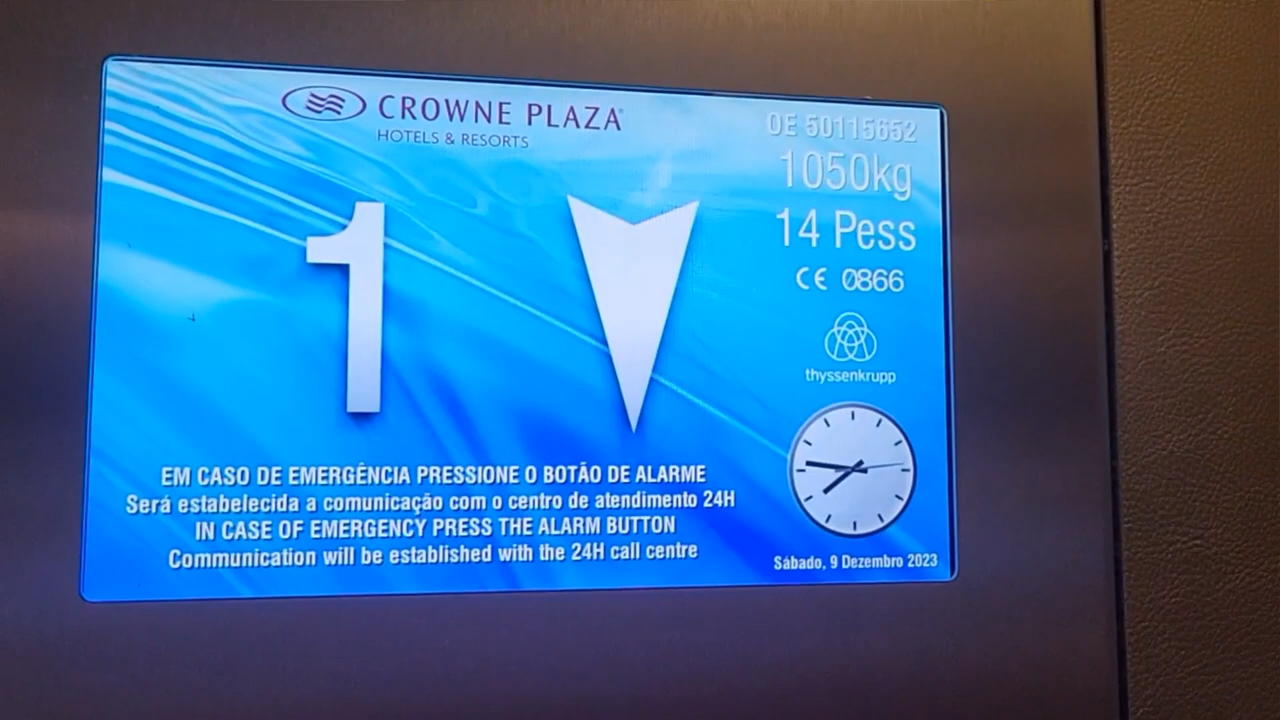 CROWNE PLAZA
HOTELS & RESORTS
OE 50115652
1050kg
14 Pess
CE 0866
thyssenkrupp
1
EM CASO DE EMERGÊNCIA PRESSIONE O BOTÃO DE ALARME
Será estabelecida a comunicação com o centro de atendimento 24H
IN CASE OF EMERGENCY PRESS THE ALARM BUTTON
Communication will be established with the 24H call centre
Sábado, 9 Dezembro 2023